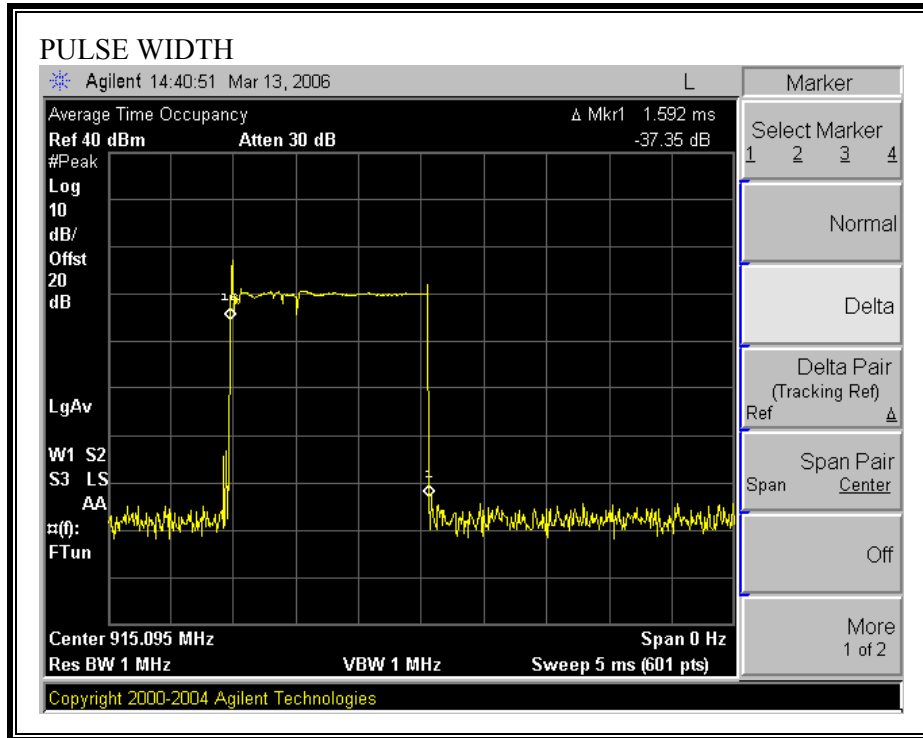 PULSE WIDTH
Agilent 14:40:51 Mar 13, 2006 L
Average Time Occupancy Δ Mkr1 1.592 ms
Ref 40 dBm Atten 30 dB -37.35 dB
#Peak
Log
10
dB/
Offst
20
dB
LgAv
W1 S2
S3 LS
AA
¤(f):
FTun
1
Center 915.095 MHz Span 0 Hz
Res BW 1 MHz VBW 1 MHz Sweep 5 ms (601 pts)
Copyright 2000-2004 Agilent Technologies
Marker
Select Marker
1 2 3 4
Normal
Delta
Delta Pair
(Tracking Ref)
Ref Δ
Span Pair
Span Center
Off
More
1 of 2